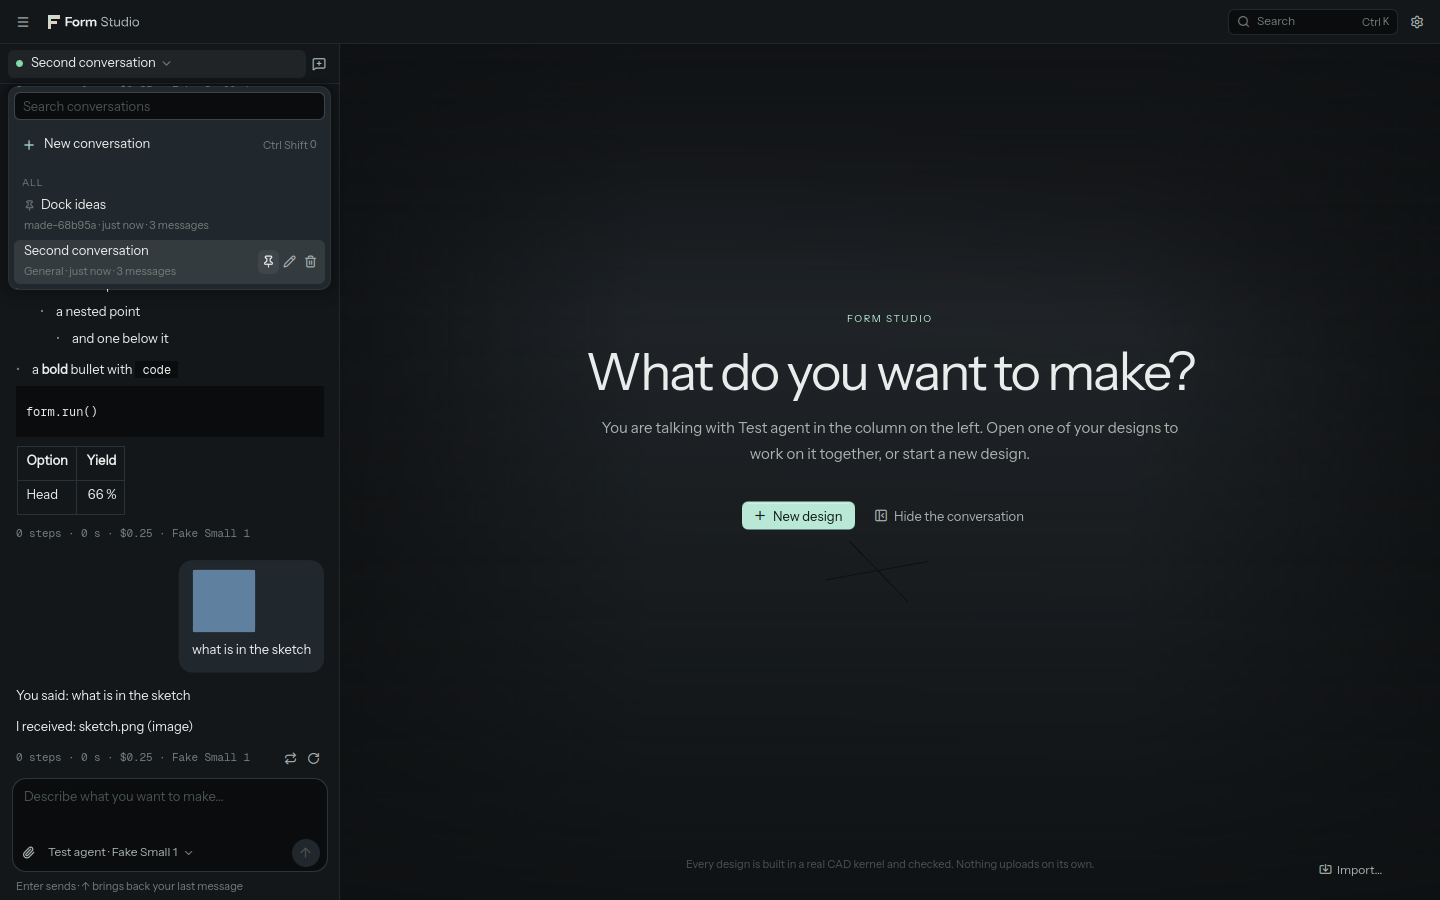 Form Studio
Search
Ctrl K
Second conversation
Search conversations
New conversation
Ctrl Shift 0
ALL
Dock ideas
made-68b95a · just now · 3 messages
Second conversation
General · just now · 3 messages
a nested point
and one below it
a bold bullet with code
form.run()
Option Yield
Head 66 %
0 steps · 0 s · $0.25 · Fake Small 1
what is in the sketch
You said: what is in the sketch
I received: sketch.png (image)
0 steps · 0 s · $0.25 · Fake Small 1
Describe what you want to make...
Test agent · Fake Small 1
Enter sends · ↑ brings back your last message
FORM STUDIO
What do you want to make?
You are talking with Test agent in the column on the left. Open one of your designs to
work on it together, or start a new design.
New design
Hide the conversation
Every design is built in a real CAD kernel and checked. Nothing uploads on its own.
Import...